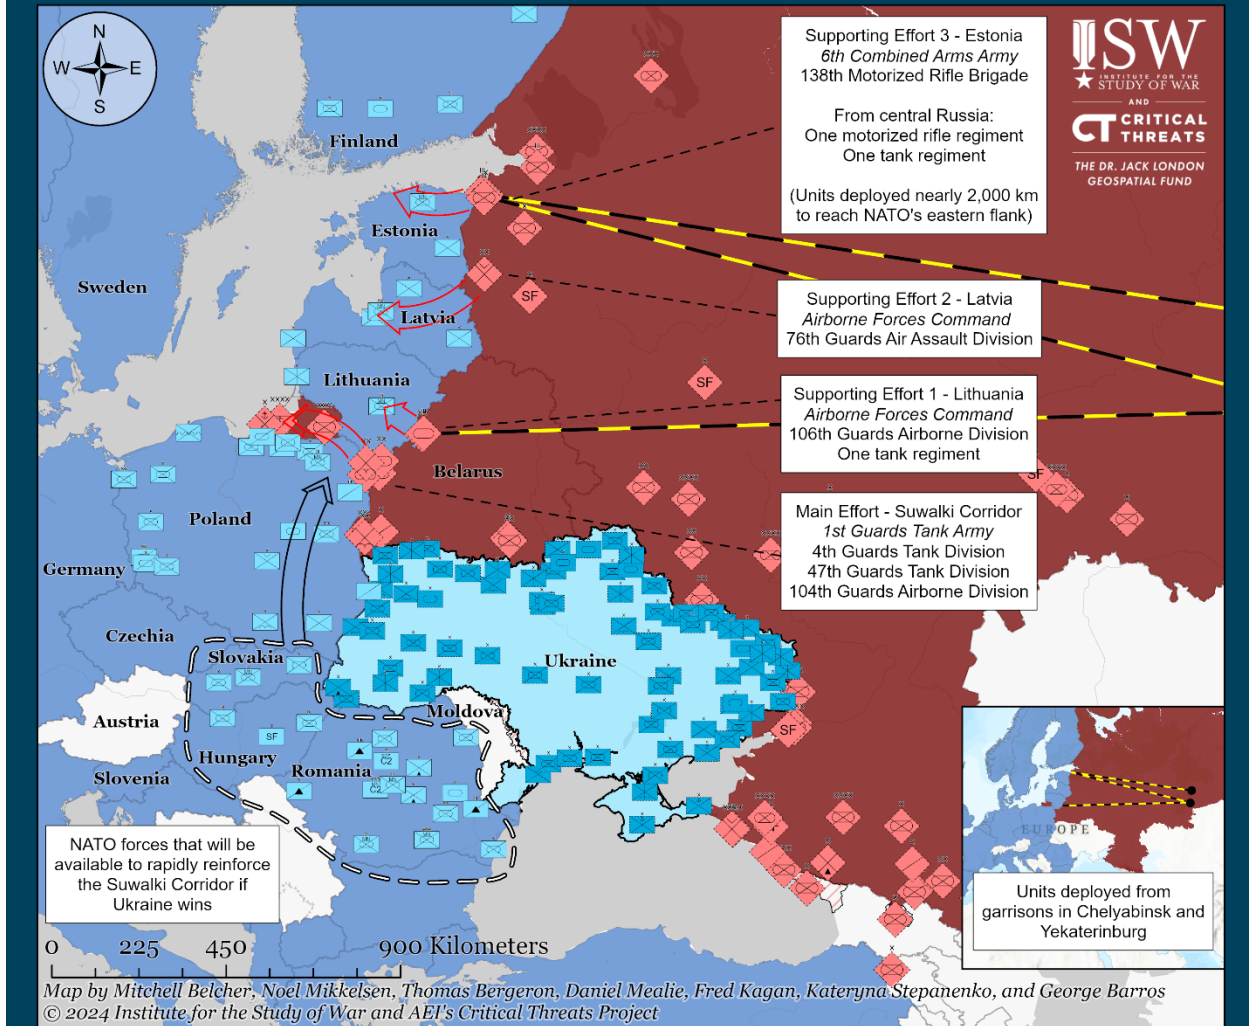 N
W E
S
Supporting Effort 3 - Estonia
6th Combined Arms Army
138th Motorized Rifle Brigade
From central Russia:
One motorized rifle regiment
One tank regiment
(Units deployed nearly 2,000 km
to reach NATO's eastern flank)
ISW
INSTITUTE FOR THE
STUDY OF WAR
AND
CT CRITICAL
THREATS
THE DR. JACK LONDON
GEOSPATIAL FUND
Finland
Estonia
Sweden
SF
Latvia
Supporting Effort 2 - Latvia
Airborne Forces Command
76th Guards Air Assault Division
Lithuania
SF
Supporting Effort 1 - Lithuania
Airborne Forces Command
106th Guards Airborne Division
One tank regiment
Belarus
SF
Poland
Main Effort - Suwalki Corridor
1st Guards Tank Army
4th Guards Tank Division
47th Guards Tank Division
104th Guards Airborne Division
Germany
Czechia
Slovakia
Ukraine
Austria
Moldova
SF
SF
Hungary
C2
Slovenia
Romania
C2
NATO forces that will be
available to rapidly reinforce
the Suwalki Corridor if
Ukraine wins
EUROPE
Units deployed from
garrisons in Chelyabinsk and
Yekaterinburg
0 225 450 900 Kilometers
Map by Mitchell Belcher, Noel Mikkelsen, Thomas Bergeron, Daniel Mealie, Fred Kagan, Kateryna Stepanenko, and George Barros
© 2024 Institute for the Study of War and AEI's Critical Threats Project